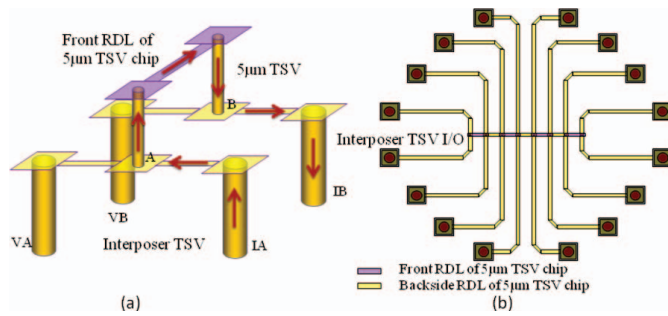 (a)
Front RDL of
5μm TSV chip
5μm TSV
B
A
VB
IB
VA
Interposer TSV
IA
(a)
Interposer TSV I/O
Front RDL of 5μm TSV chip
Backside RDL of 5μm TSV chip
(b)